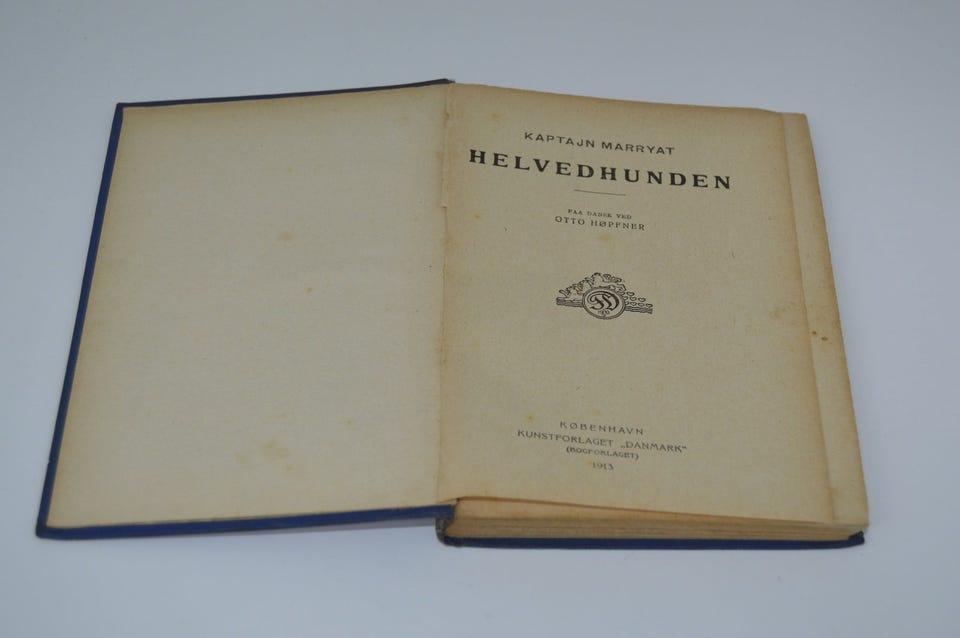 KAPTAJN MARRYAT
HELVEDHUNDEN
PAA DANSK VED
OTTO HØPFNER
KØBENHAVN
KUNSTFORLAGET „DANMARK"
(BOGFORLAGET)
1913